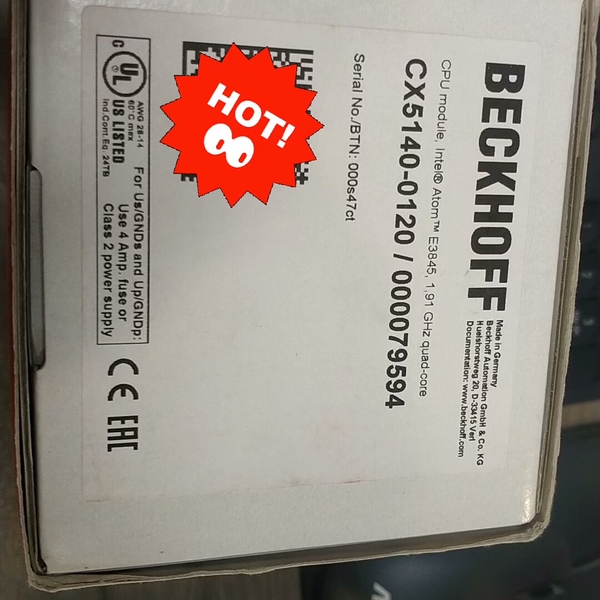 BECKHOFF
Made in Germany
Beckhoff Automation GmbH & Co. KG
Huelshorstweg 20, D-33415 Verl
Documentation: www.beckhoff.com
CPU module, Intel® Atom™ E3845, 1,91 GHz quad-core
CX5140-0120 / 000079594
Serial No./BTN: 000s47ct
HOT!
C UL US LISTED
AWG 28-14
60°C max
Ind.Cont.Eq. 24TB
For Us/GNDs and Up/GNDp:
Use 4 Amp. fuse or
Class 2 power supply
CE EAC